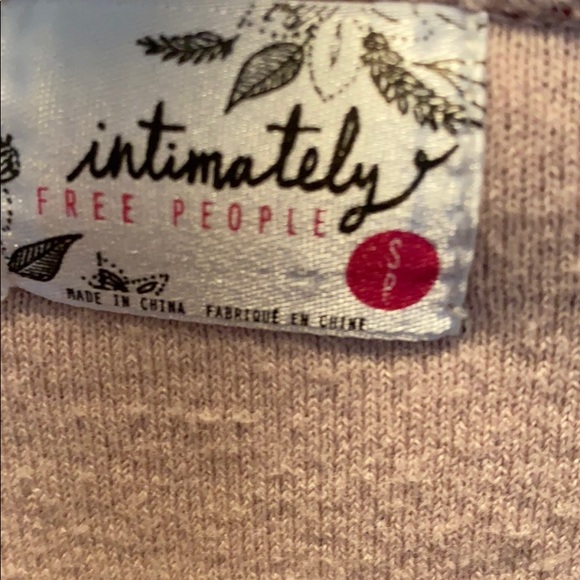 intimately
FREE PEOPLE
S
P
MADE IN CHINA FABRIQUÉ EN CHINE